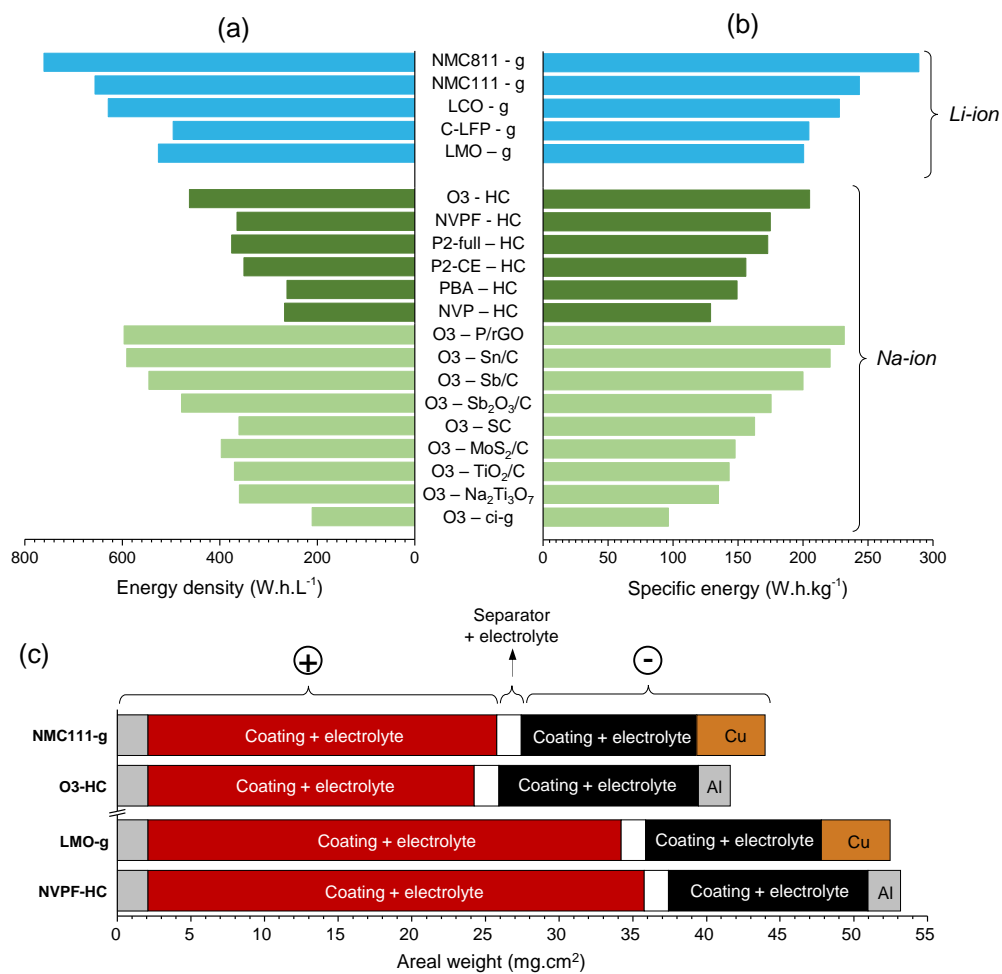 (a)
(b)
NMC811 - g
NMC111 - g
LCO - g
C-LFP - g
LMO – g
Li-ion
O3 - HC
NVPF - HC
P2-full – HC
P2-CE – HC
PBA – HC
NVP – HC
O3 – P/rGO
O3 – Sn/C
O3 – Sb/C
O3 – Sb₂O₃/C
O3 – SC
O3 – MoS₂/C
O3 – TiO₂/C
O3 – Na₂Ti₃O₇
O3 – ci-g
Na-ion
800 600 400 200 0
0 50 100 150 200 250 300
Energy density (W.h.L⁻¹)
Specific energy (W.h.kg⁻¹)
(c)
Separator
+ electrolyte
+
-
NMC111-g Coating + electrolyte Coating + electrolyte Cu
O3-HC Coating + electrolyte Coating + electrolyte Al
LMO-g Coating + electrolyte Coating + electrolyte Cu
NVPF-HC Coating + electrolyte Coating + electrolyte Al
0 5 10 15 20 25 30 35 40 45 50 55
Areal weight (mg.cm²)